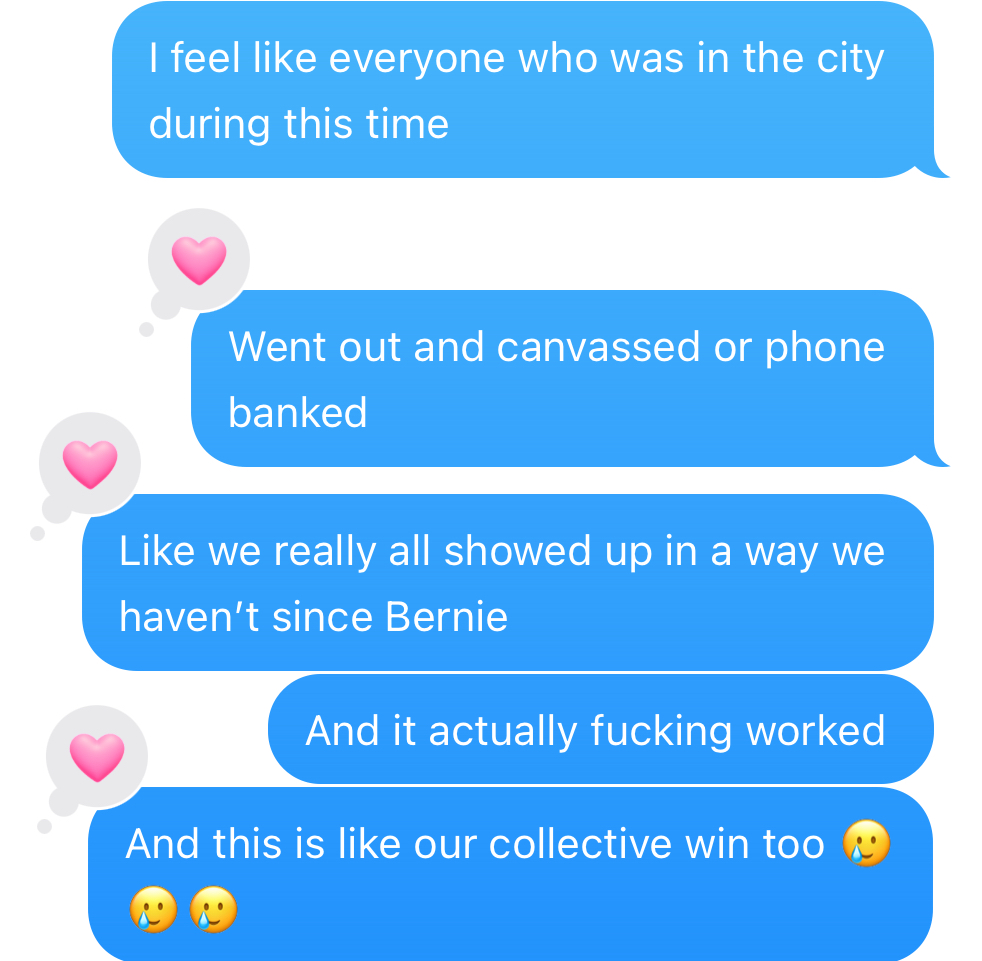 I feel like everyone who was in the city
during this time
Went out and canvassed or phone
banked
Like we really all showed up in a way we
haven’t since Bernie
And it actually fucking worked
And this is like our collective win too 🥲
🥲🥲